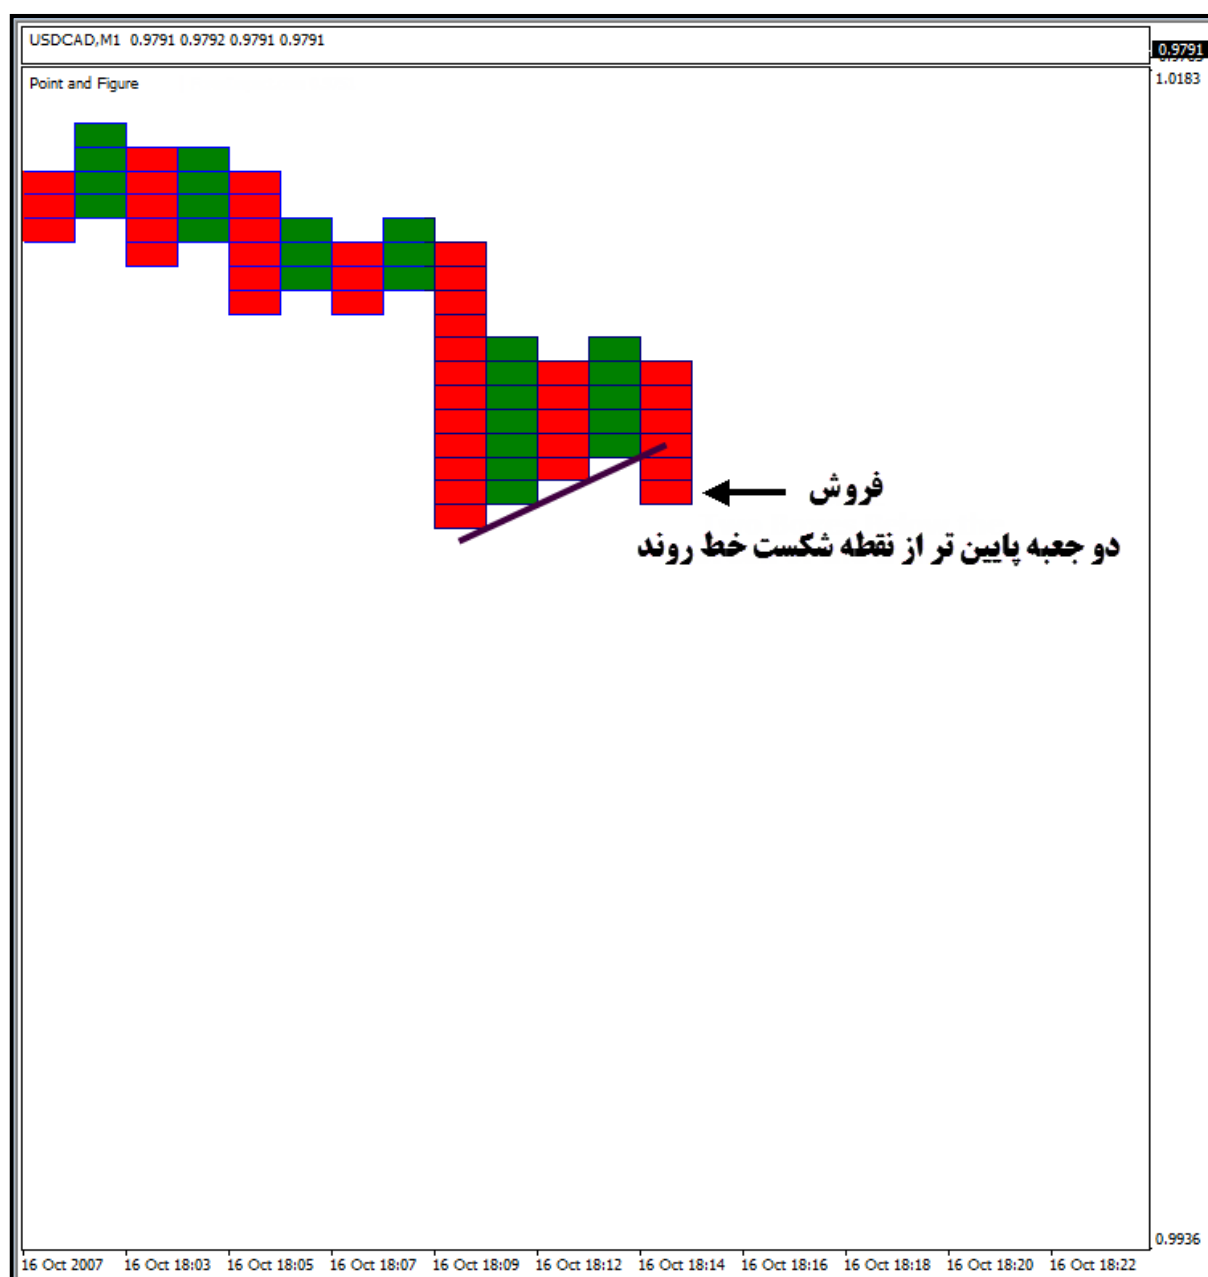 USDCAD,M1 0.9791 0.9792 0.9791 0.9791
0.9791
1.0183
Point and Figure
فروش
دو جعبه پایین تر از نقطه شکست خط روند
0.9936
16 Oct 2007 16 Oct 18:03 16 Oct 18:05 16 Oct 18:07 16 Oct 18:09 16 Oct 18:12 16 Oct 18:14 16 Oct 18:16 16 Oct 18:18 16 Oct 18:20 16 Oct 18:22